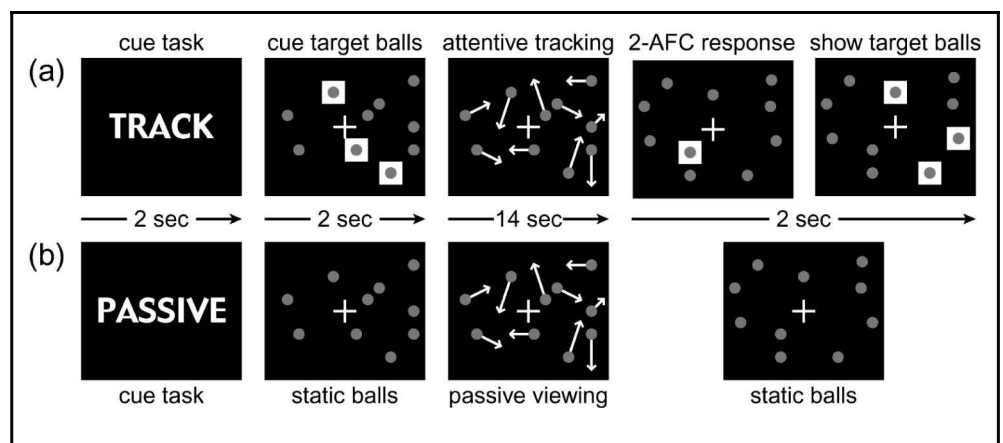 cue task
cue target balls
attentive tracking
2-AFC response
show target balls
(a)
TRACK
2 sec
2 sec
14 sec
2 sec
(b)
PASSIVE
cue task
static balls
passive viewing
static balls